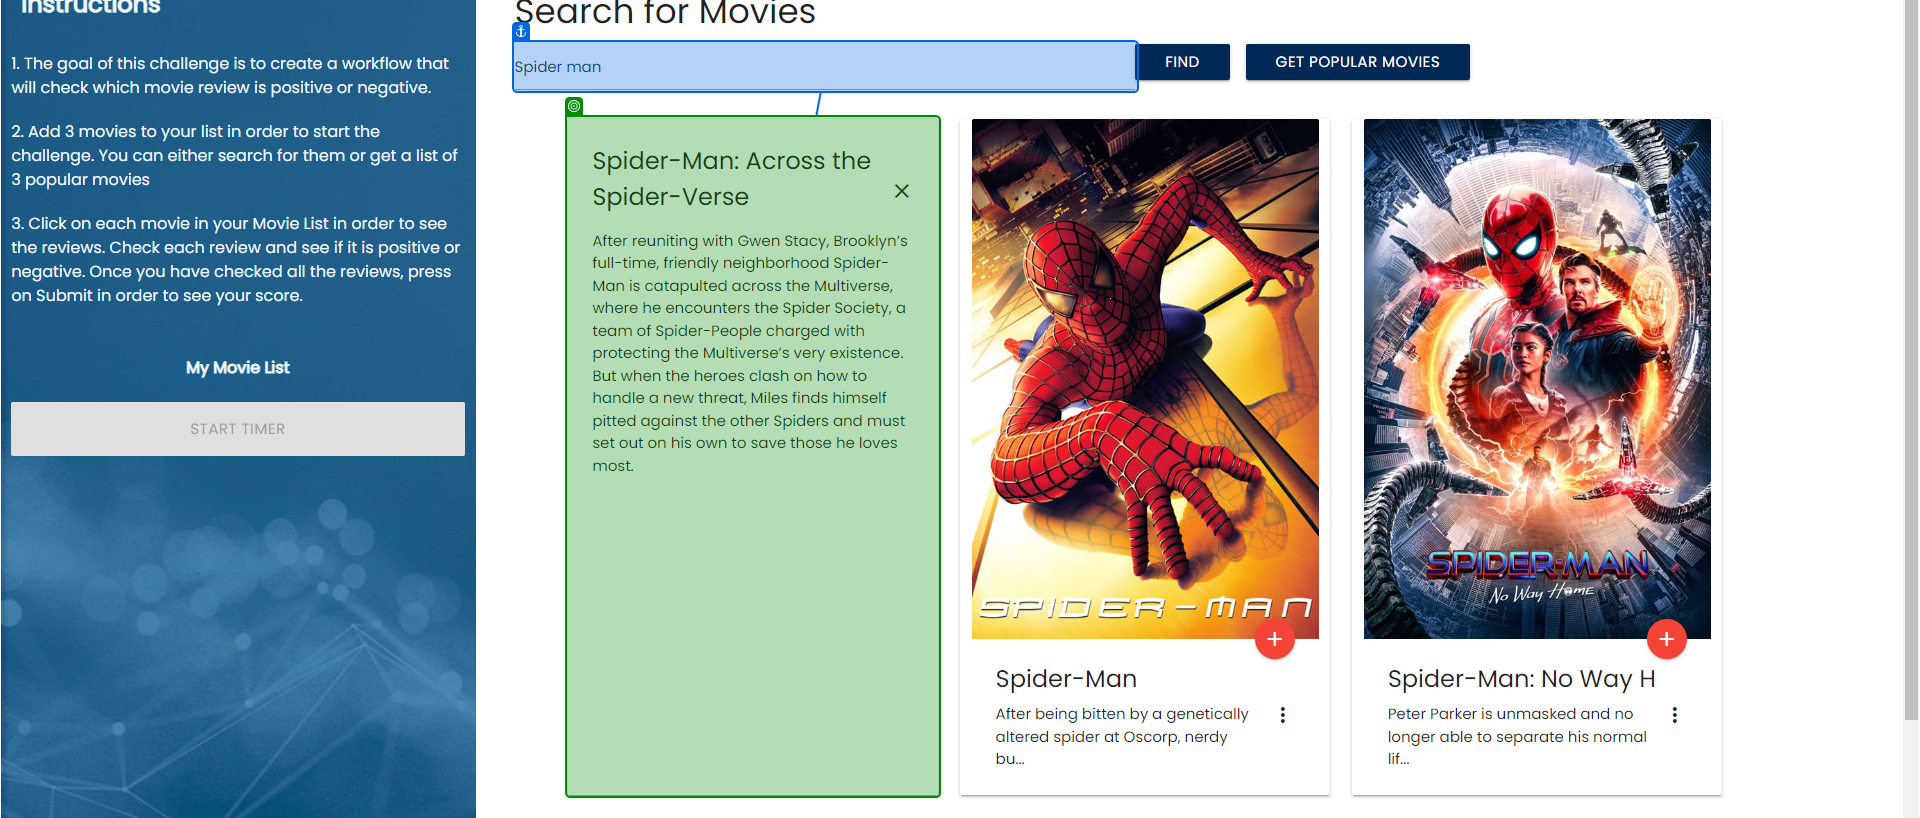 Instructions
1. The goal of this challenge is to create a workflow that
will check which movie review is positive or negative.
2. Add 3 movies to your list in order to start the
challenge. You can either search for them or get a list of
3 popular movies
3. Click on each movie in your Movie List in order to see
the reviews. Check each review and see if it is positive or
negative. Once you have checked all the reviews, press
on Submit in order to see your score.
My Movie List
START TIMER
Search for Movies
Spider man
FIND
GET POPULAR MOVIES
Spider-Man: Across the
Spider-Verse
After reuniting with Gwen Stacy, Brooklyn's
full-time, friendly neighborhood Spider-
Man is catapulted across the Multiverse,
where he encounters the Spider Society, a
team of Spider-People charged with
protecting the Multiverse's very existence.
But when the heroes clash on how to
handle a new threat, Miles finds himself
pitted against the other Spiders and must
set out on his own to save those he loves
most.
SPIDER-MAN
Spider-Man
After being bitten by a genetically
altered spider at Oscorp, nerdy
bu...
SPIDER-MAN
No Way Home
Spider-Man: No Way H
Peter Parker is unmasked and no
longer able to separate his normal
lif...